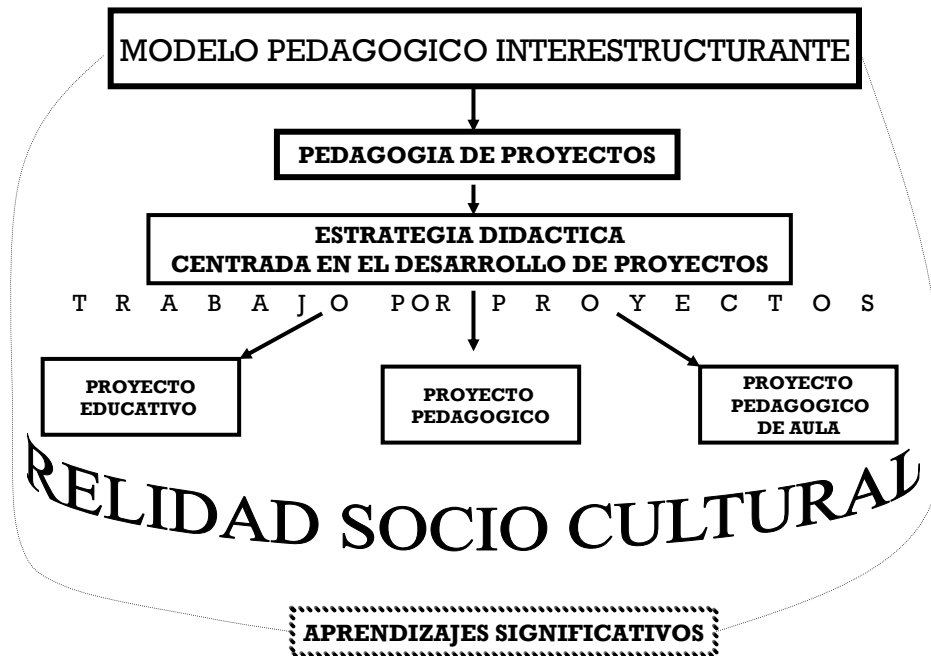 MODELO PEDAGOGICO INTERESTRUCTURANTE
PEDAGOGIA DE PROYECTOS
ESTRATEGIA DIDACTICA
CENTRADA EN EL DESARROLLO DE PROYECTOS
T R A B A J O POR P R O Y E C T O S
PROYECTO
EDUCATIVO
PROYECTO
PEDAGOGICO
PROYECTO
PEDAGOGICO
DE AULA
RELIDAD SOCIO CULTURAL
APRENDIZAJES SIGNIFICATIVOS